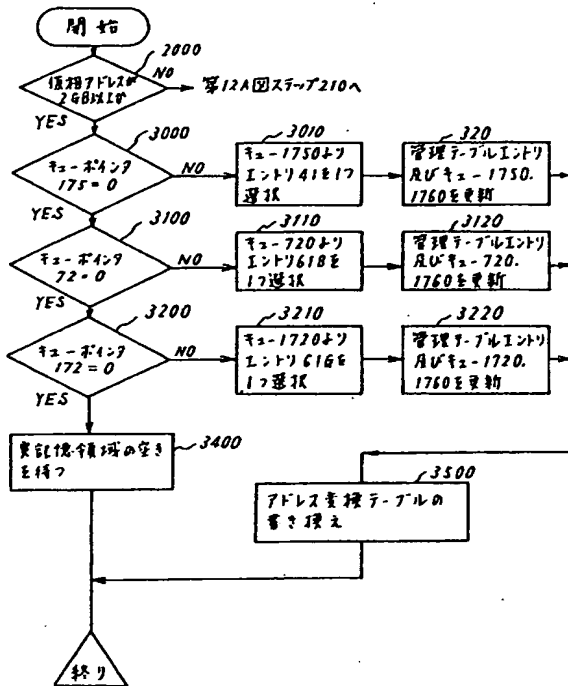 開始
2000
仮想アドレスが
2GB以上か
NO
第12A図ステップ210へ
YES
3000
キューポインタ
175=0
NO
3010
キュー1750より
エントリ41を1つ
選択
320
管理テーブルエントリ
及びキュー1750.
1760を更新
YES
3100
キューポインタ
72=0
NO
3110
キュー720より
エントリ61Bを
1つ選択
3120
管理テーブルエントリ
及びキュー720.
1760を更新
YES
3200
キューポインタ
172=0
NO
3210
キュー1720より
エントリ61Gを
1つ選択
3220
管理テーブルエントリ
及びキュー1720.
1760を更新
YES
3400
実記憶領域の空き
を待つ
3500
アドレス変換テーブルの
書き換え
終り